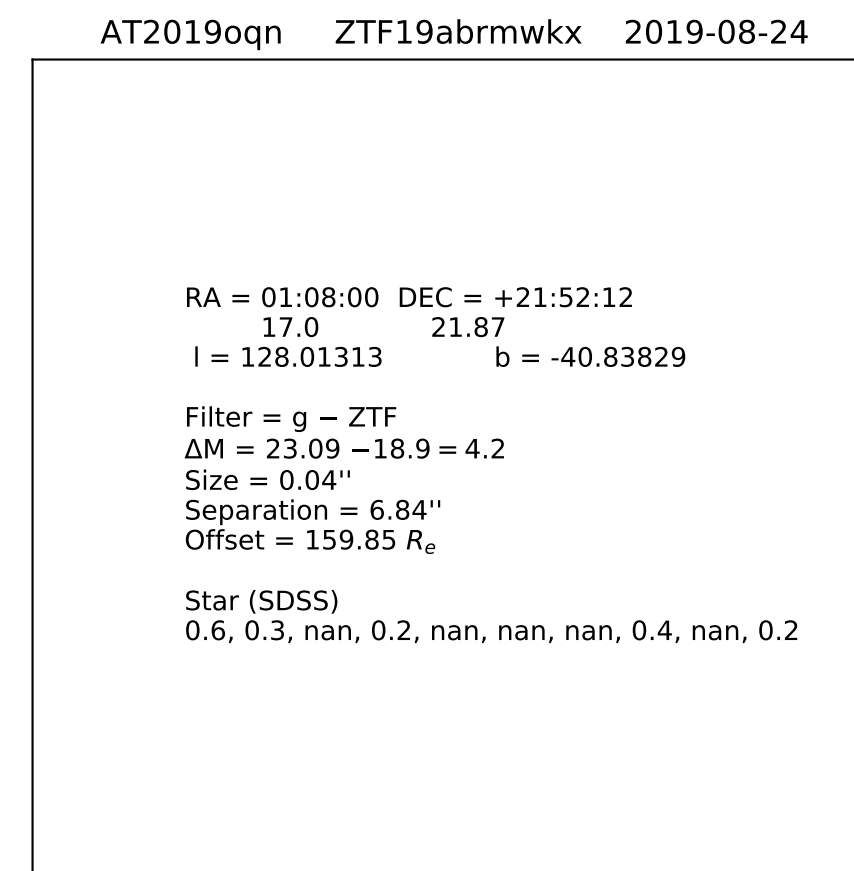 AT2019oqn ZTF19abrmwkx 2019-08-24
RA = 01:08:00 DEC = +21:52:12
17.0 21.87
l = 128.01313 b = -40.83829
Filter = g − ZTF
ΔM = 23.09 −18.9 = 4.2
Size = 0.04''
Separation = 6.84''
Offset = 159.85 Rₑ
Star (SDSS)
0.6, 0.3, nan, 0.2, nan, nan, nan, 0.4, nan, 0.2